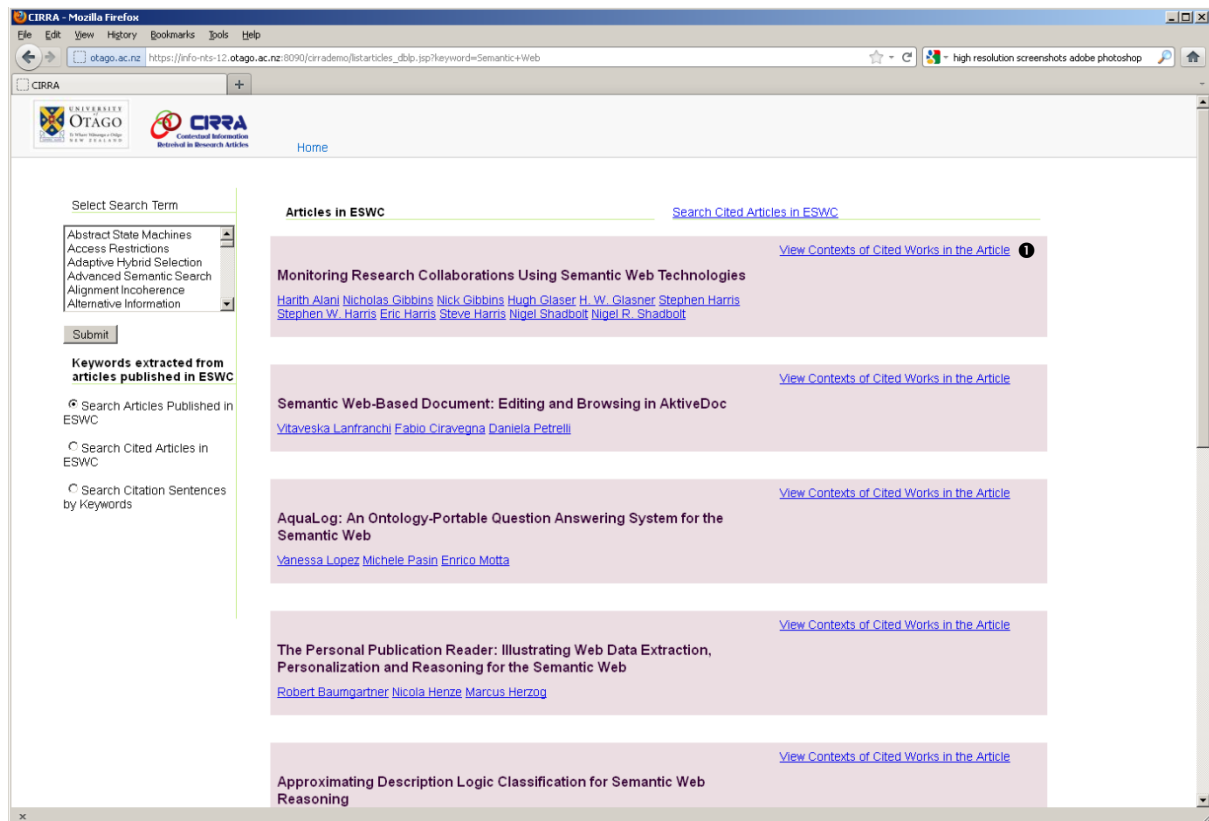 CIRRA - Mozilla Firefox
File Edit View History Bookmarks Tools Help
otago.ac.nz https://info-nts-12.otago.ac.nz:8090/cirrademo/listarticles_dblp.jsp?keyword=Semantic+Web
high resolution screenshots adobe photoshop
CIRRA
UNIVERSITY
OF
OTAGO
NEW ZEALAND
CIRRA
Contextual Information
Retreival in Research Articles
Home
Select Search Term
Abstract State Machines
Access Restrictions
Adaptive Hybrid Selection
Advanced Semantic Search
Alignment Incoherence
Alternative Information
Submit
Keywords extracted from
articles published in ESWC
Search Articles Published in
ESWC
Search Cited Articles in
ESWC
Search Citation Sentences
by Keywords
Articles in ESWC
Search Cited Articles in ESWC
View Contexts of Cited Works in the Article 1
Monitoring Research Collaborations Using Semantic Web Technologies
Harith Alani Nicholas Gibbins Nick Gibbins Hugh Glaser H. W. Glasner Stephen Harris
Stephen W. Harris Eric Harris Steve Harris Nigel Shadbolt Nigel R. Shadbolt
View Contexts of Cited Works in the Article
Semantic Web-Based Document: Editing and Browsing in AktiveDoc
Vitaveska Lanfranchi Fabio Ciravegna Daniela Petrelli
View Contexts of Cited Works in the Article
AquaLog: An Ontology-Portable Question Answering System for the
Semantic Web
Vanessa Lopez Michele Pasin Enrico Motta
View Contexts of Cited Works in the Article
The Personal Publication Reader: Illustrating Web Data Extraction,
Personalization and Reasoning for the Semantic Web
Robert Baumgartner Nicola Henze Marcus Herzog
View Contexts of Cited Works in the Article
Approximating Description Logic Classification for Semantic Web
Reasoning